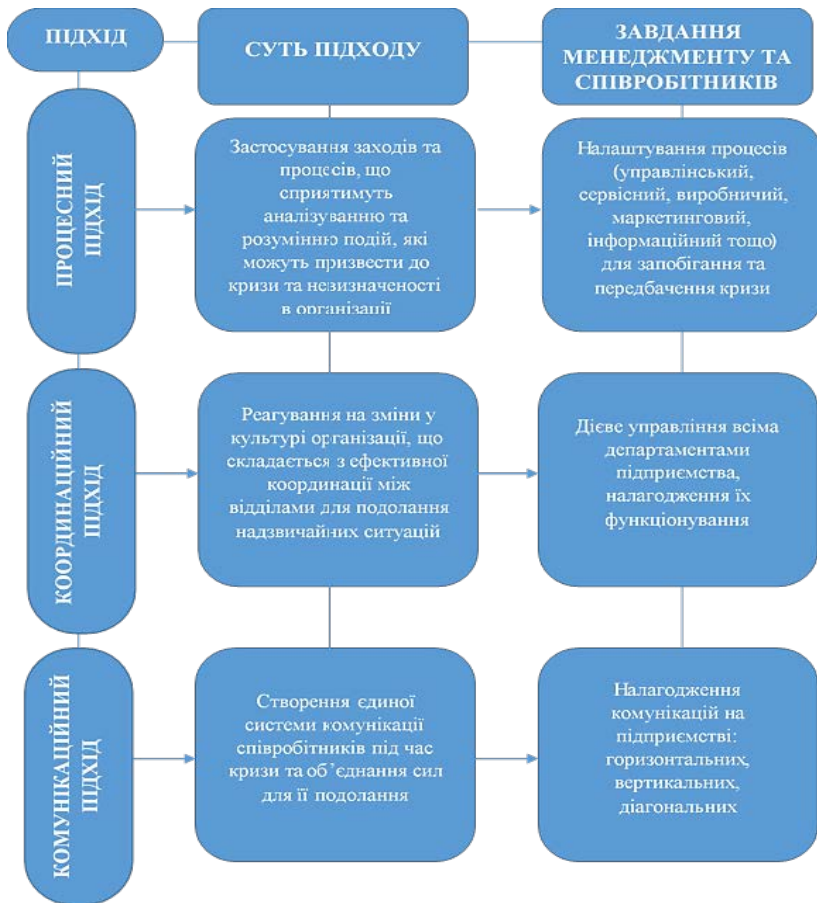 ПІДХІД
СУТЬ ПІДХОДУ
ЗАВДАННЯ
МЕНЕДЖМЕНТУ ТА
СПІВРОБІТНИКІВ
ПРОЦЕСНИЙ
ПІДХІД
Застосування заходів та
процесів, що
сприятимуть
аналізуванню та
розумінню подій, які
можуть призвести до
кризи та невизначеності
в організації
Налаштування процесів
(управлінський,
сервісний, виробничий,
маркетинговий,
інформаційний тощо)
для запобігання та
передбачення кризи
КООРДИНАЦІЙНИЙ
ПІДХІД
Реагування на зміни у
культурі організації, що
складається з ефективної
координації між
відділами для подолання
надзвичайних ситуацій
Дієве управління всіма
департаментами
підприємства,
налагодження їх
функціонування
КОМУНІКАЦІЙНИЙ
ПІДХІД
Створення єдиної
системи комунікації
співробітників під час
кризи та об’єднання сил
для її подолання
Налагодження
комунікацій на
підприємстві:
горизонтальних,
вертикальних,
діагональних